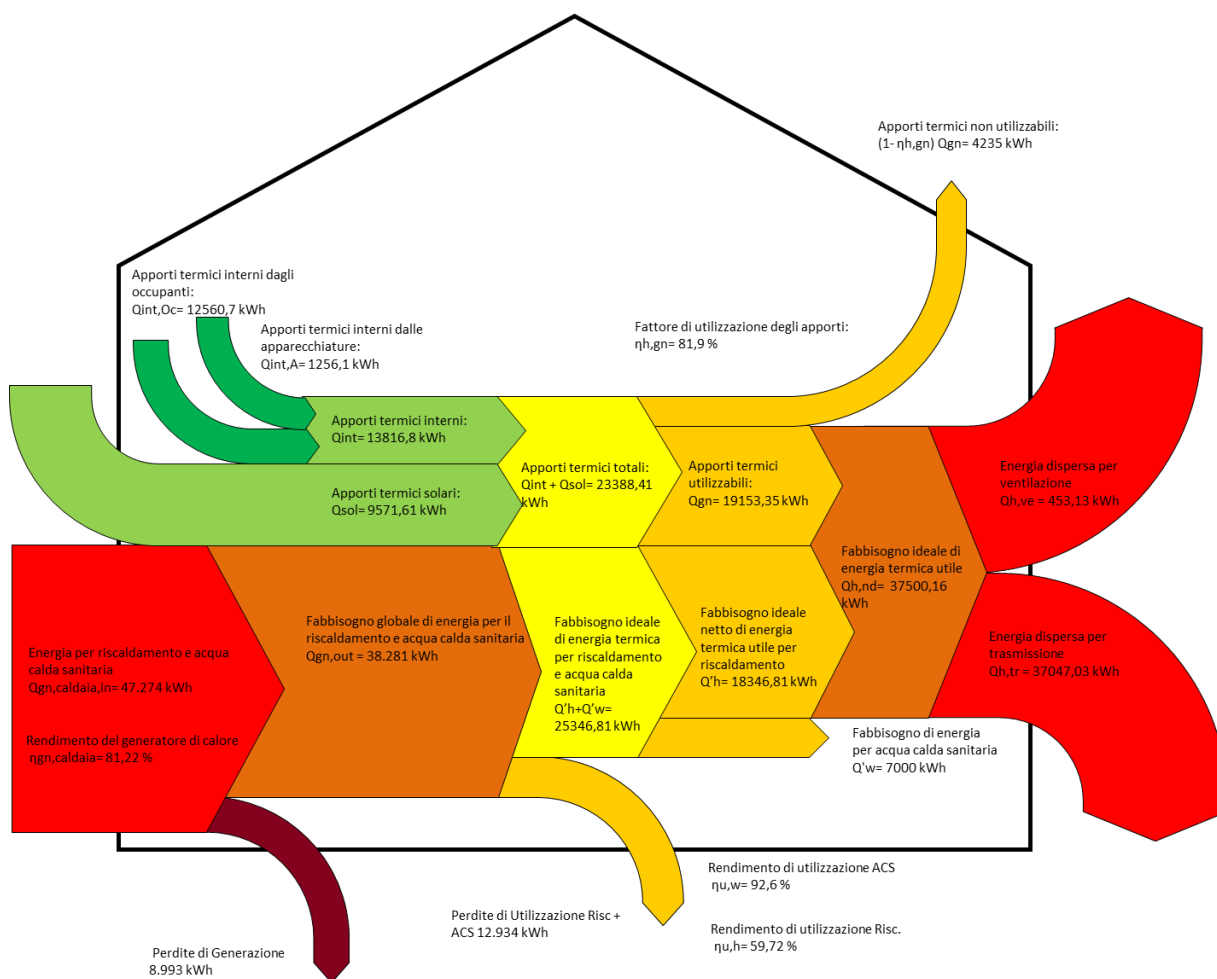 Apporti termici non utilizzabili:
(1- ηh,gn) Qgn= 4235 kWh
Apporti termici interni dagli
occupanti:
Qint,Oc= 12560,7 kWh
Apporti termici interni dalle
apparecchiature:
Qint,A= 1256,1 kWh
Fattore di utilizzazione degli apporti:
ηh,gn= 81,9 %
Apporti termici interni:
Qint= 13816,8 kWh
Apporti termici solari:
Qsol= 9571,61 kWh
Apporti termici totali:
Qint + Qsol= 23388,41
kWh
Apporti termici
utilizzabili:
Qgn= 19153,35 kWh
Energia dispersa per
ventilazione
Qh,ve = 453,13 kWh
Fabbisogno ideale di
energia termica utile
Qh,nd= 37500,16
kWh
Energia per riscaldamento e acqua
calda sanitaria
Qgn,caldaia,in= 47.274 kWh
Rendimento del generatore di calore
ηgn,caldaia= 81,22 %
Fabbisogno globale di energia per il
riscaldamento e acqua calda sanitaria
Qgn,out = 38.281 kWh
Fabbisogno ideale
di energia termica
per riscaldamento
e acqua calda
sanitaria
Q’h+Q’w=
25346,81 kWh
Fabbisogno ideale
netto di energia
termica utile per
riscaldamento
Q’h= 18346,81 kWh
Energia dispersa per
trasmissione
Qh,tr = 37047,03 kWh
Fabbisogno di energia
per acqua calda sanitaria
Q'w= 7000 kWh
Rendimento di utilizzazione ACS
ηu,w= 92,6 %
Perdite di Utilizzazione Risc +
ACS 12.934 kWh
Rendimento di utilizzazione Risc.
ηu,h= 59,72 %
Perdite di Generazione
8.993 kWh